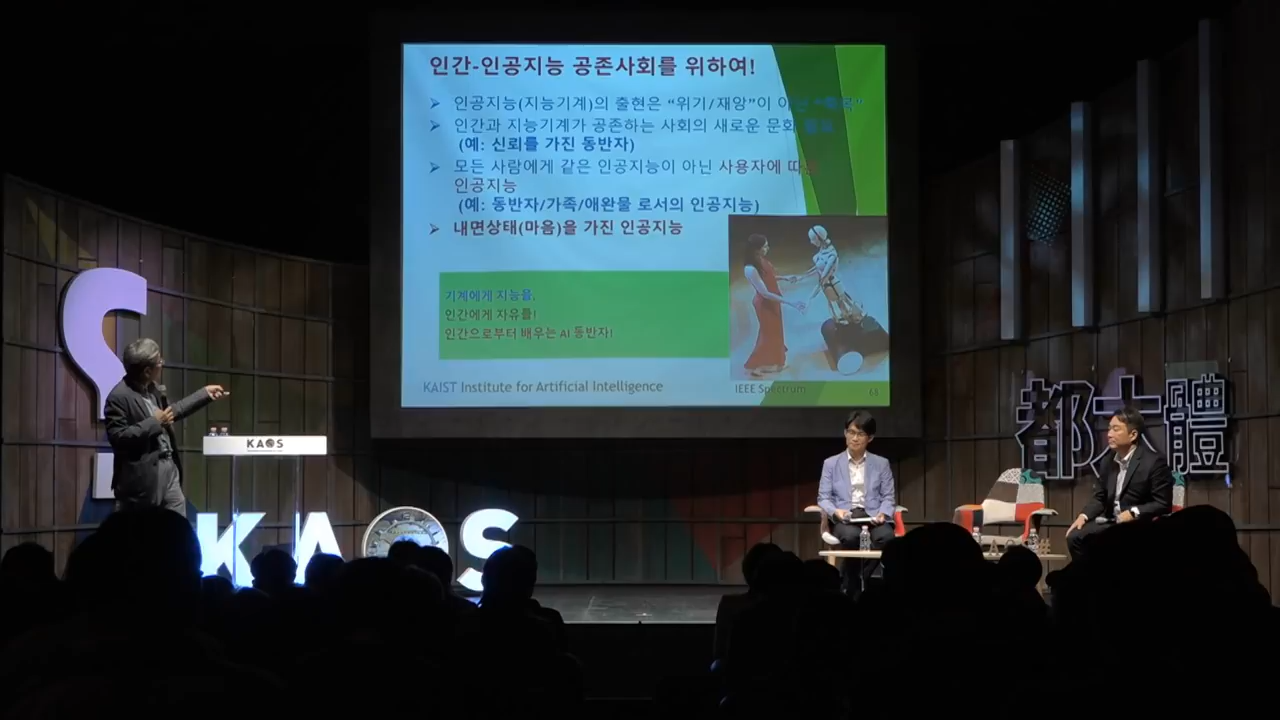 인간-인공지능 공존사회를 위하여!
인공지능(지능기계)의 출현은 “위기/재앙”이
인간과 지능기계가 공존하는 사회의 새로운 문화
(예: 신뢰를 가진 동반자)
모든 사람에게 같은 인공지능이 아닌 사용자에
인공지능
(예: 동반자/가족/애완물 로서의 인공지능)
내면상태(마음)을 가진 인공지능
기계에게 지능을,
인간에게 자유를!
인간으로부터 배우는 AI 동반자!
KAIST Institute for Artificial Intelligence
IEEE Spectrum
KAOS
KAOS
都大體